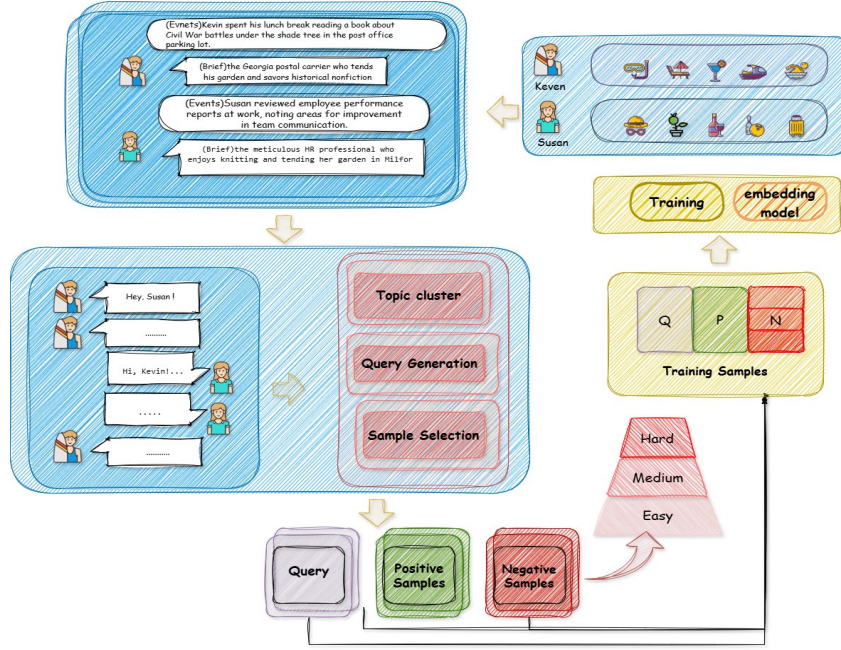 (Evnets)Kevin spent his lunch break reading a book about
Civil War battles under the shade tree in the post office
parking lot.
(Brief)the Georgia postal carrier who tends
his garden and savors historical nonfiction
(Events)Susan reviewed employee performance
reports at work, noting areas for improvement
in team communication.
(Brief)the meticulous HR professional who
enjoys knitting and tending her garden in Milfor
Keven
Susan
Training
embedding
model
Hey, Susan!
..........
Hi, Kevin!...
.....
..........
Topic cluster
Query Generation
Sample Selection
Q
P
N
Training Samples
Hard
Medium
Easy
Query
Positive
Samples
Negative
Samples